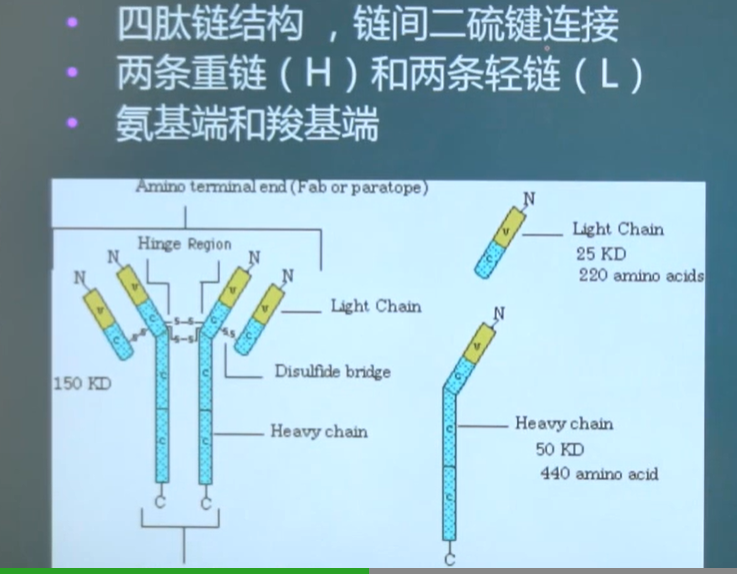 • 四肽链结构 ，链间二硫键连接
• 两条重链（H）和两条轻链（L）
• 氨基端和羧基端
Amino terminal end (Fab or paratope)
Hinge Region
N
N
N
N
V
V
V
V
C
C
C
C
s-s
s-s
s-s
s-s
Light Chain
Disulfide bridge
150 KD
C
C
C
C
Heavy chain
C
C
N
V
C
Light Chain
25 KD
220 amino acids
N
V
C
C
C
Heavy chain
50 KD
440 amino acid
C